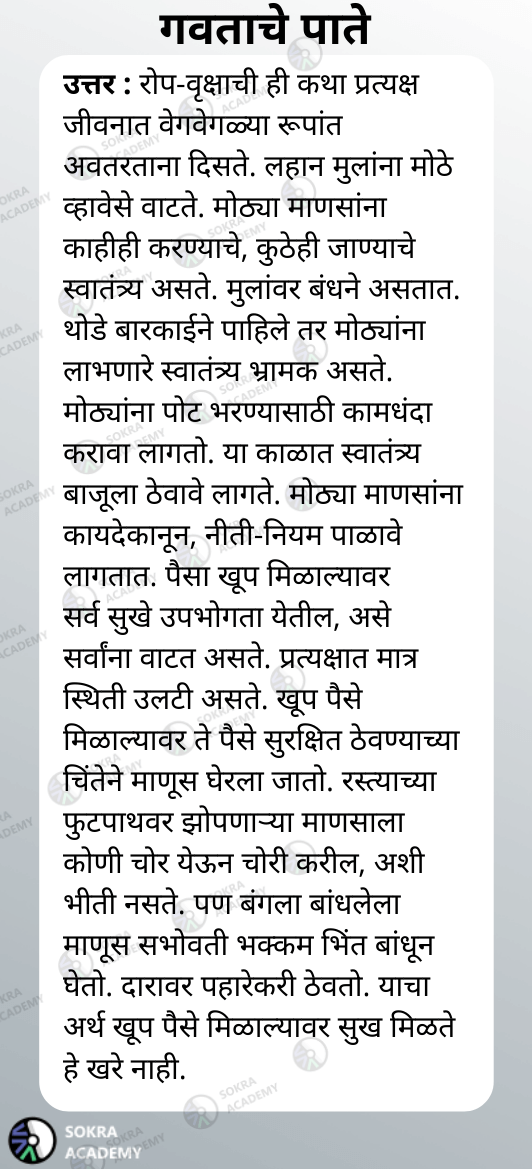 गवताचे पाते
उत्तर : रोप-वृक्षाची ही कथा प्रत्यक्ष
जीवनात वेगवेगळ्या रूपांत
अवतरताना दिसते. लहान मुलांना मोठे
व्हावेसे वाटते. मोठ्या माणसांना
काहीही करण्याचे, कुठेही जाण्याचे
स्वातंत्र्य असते. मुलांवर बंधने असतात.
थोडे बारकाईने पाहिले तर मोठ्यांना
लाभणारे स्वातंत्र्य भ्रामक असते.
मोठ्यांना पोट भरण्यासाठी कामधंदा
करावा लागतो. या काळात स्वातंत्र्य
बाजूला ठेवावे लागते. मोठ्या माणसांना
कायदेकानून, नीती-नियम पाळावे
लागतात. पैसा खूप मिळाल्यावर
सर्व सुखे उपभोगता येतील, असे
सर्वांना वाटत असते. प्रत्यक्षात मात्र
स्थिती उलटी असते. खूप पैसे
मिळाल्यावर ते पैसे सुरक्षित ठेवण्याच्या
चिंतेने माणूस घेरला जातो. रस्त्याच्या
फुटपाथवर झोपणाऱ्या माणसाला
कोणी चोर येऊन चोरी करील, अशी
भीती नसते. पण बंगला बांधलेला
माणूस सभोवती भक्कम भिंत बांधून
घेतो. दारावर पहारेकरी ठेवतो. याचा
अर्थ खूप पैसे मिळाल्यावर सुख मिळते
हे खरे नाही.
SOKRA
ACADEMY